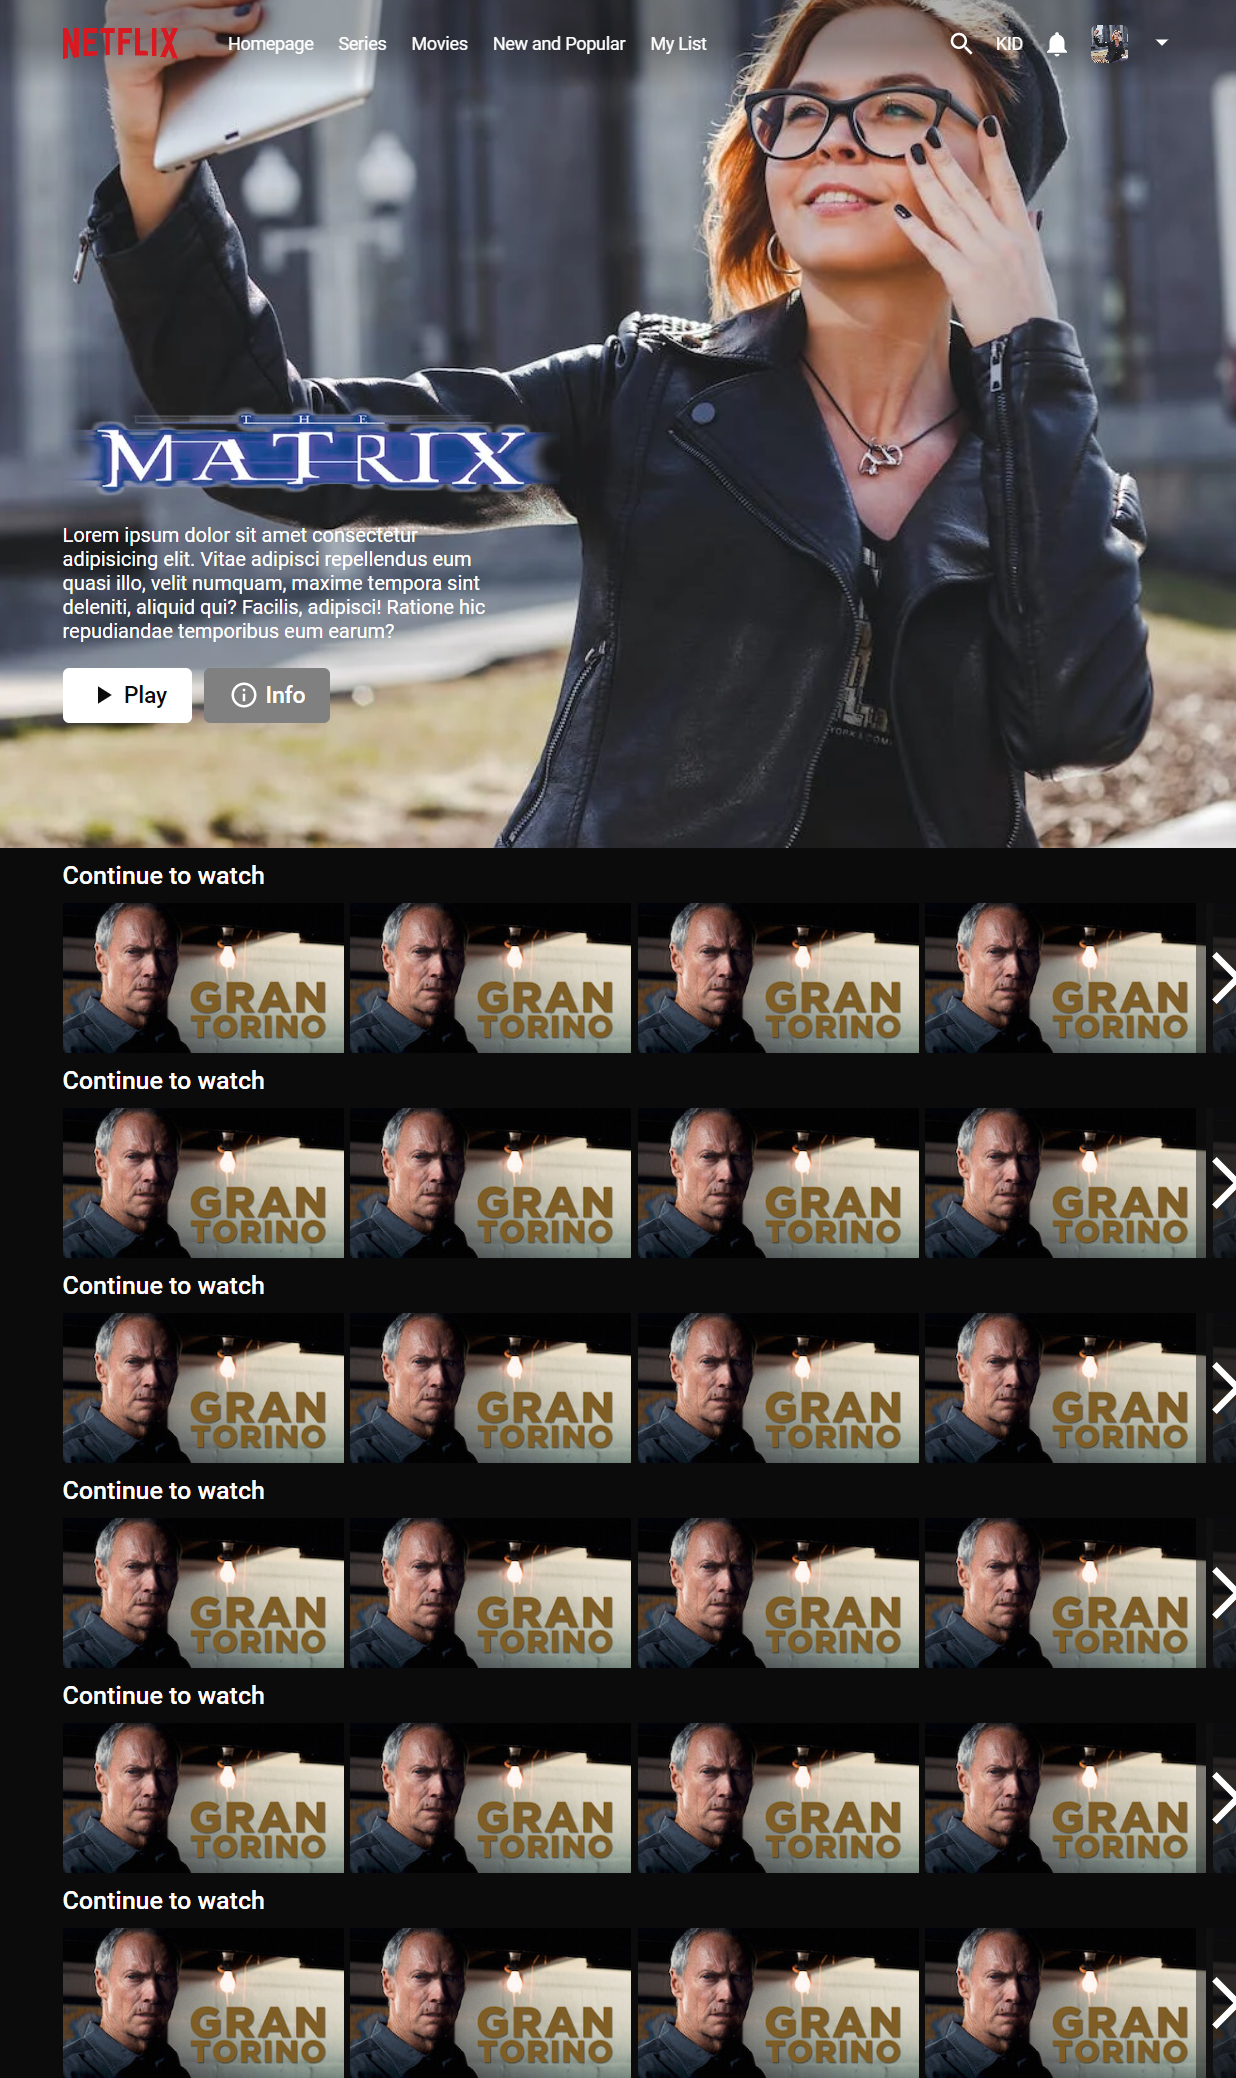 NETFLIX
Homepage
Series
Movies
New and Popular
My List
KID
THE
MATRIX
Lorem ipsum dolor sit amet consectetur
adipisicing elit. Vitae adipisci repellendus eum
quasi illo, velit numquam, maxime tempora sint
deleniti, aliquid qui? Facilis, adipisci! Ratione hic
repudiandae temporibus eum earum?
Play
Info
Continue to watch
GRAN
TORINO
GRAN
TORINO
GRAN
TORINO
GRAN
TORINO
Continue to watch
GRAN
TORINO
GRAN
TORINO
GRAN
TORINO
GRAN
TORINO
Continue to watch
GRAN
TORINO
GRAN
TORINO
GRAN
TORINO
GRAN
TORINO
Continue to watch
GRAN
TORINO
GRAN
TORINO
GRAN
TORINO
GRAN
TORINO
Continue to watch
GRAN
TORINO
GRAN
TORINO
GRAN
TORINO
GRAN
TORINO
Continue to watch
GRAN
TORINO
GRAN
TORINO
GRAN
TORINO
GRAN
TORINO